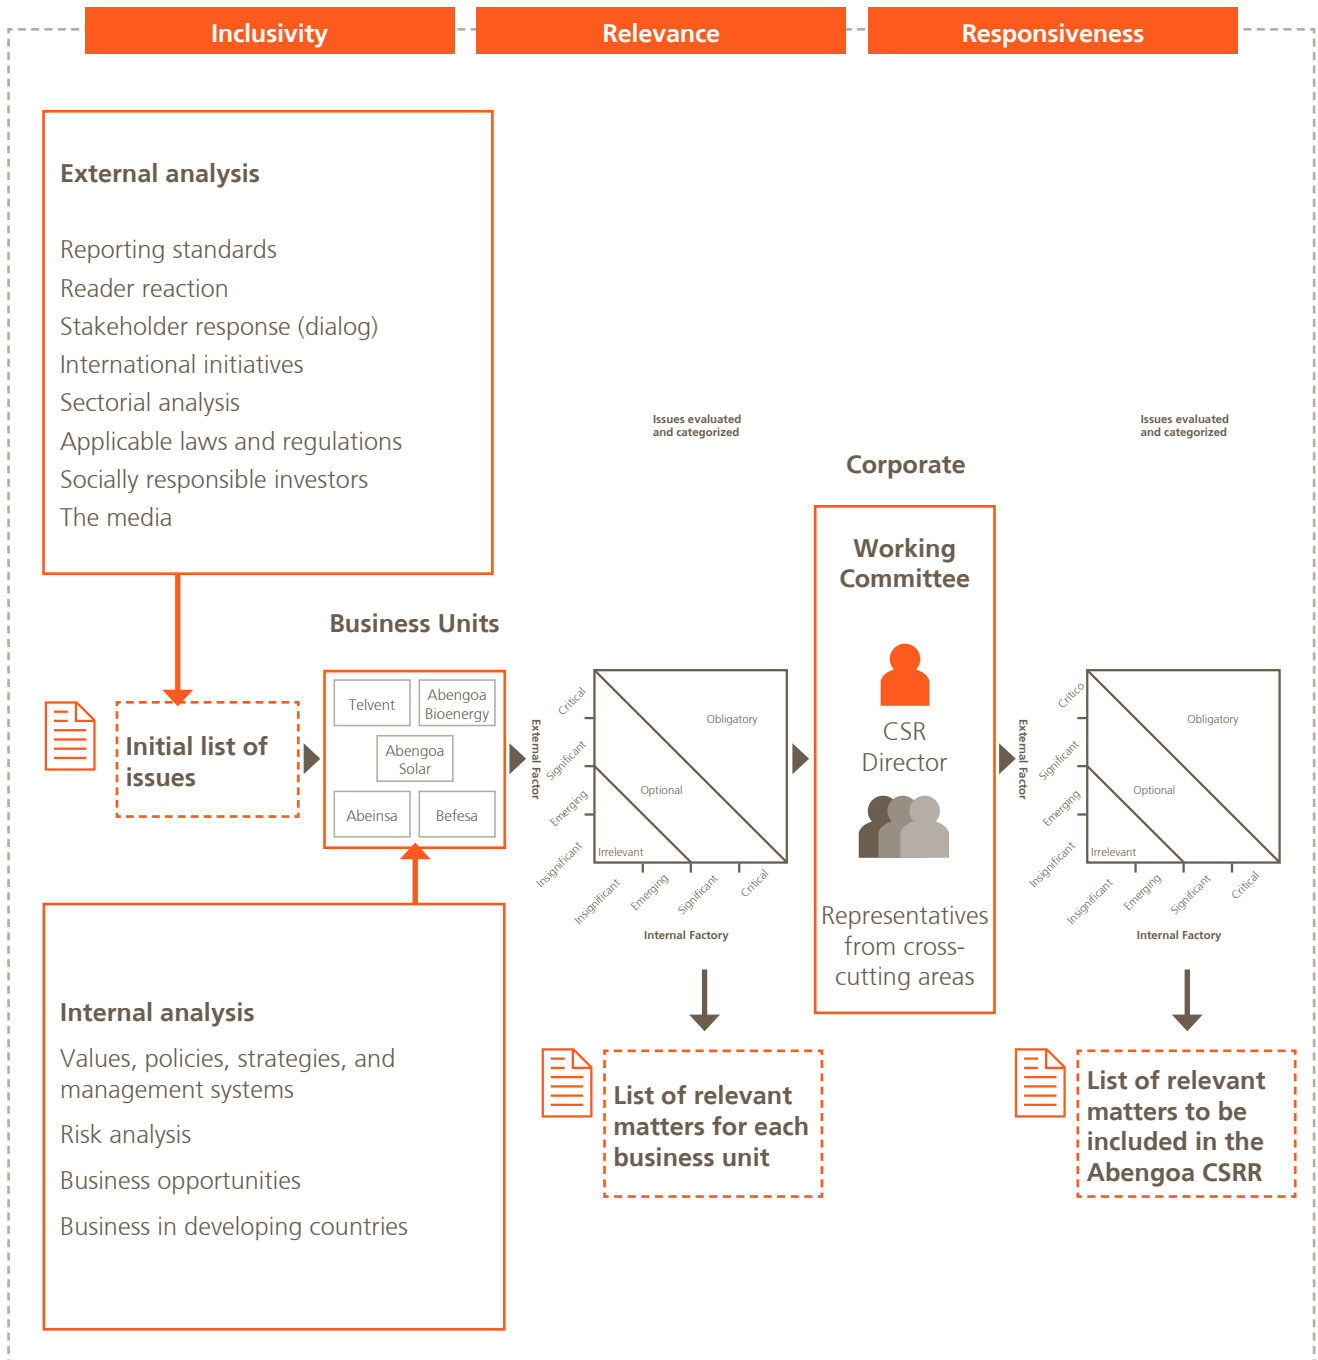 Inclusivity
Relevance
Responsiveness
External analysis
Reporting standards
Reader reaction
Stakeholder response (dialog)
International initiatives
Sectorial analysis
Applicable laws and regulations
Socially responsible investors
The media
Initial list of
issues
Business Units
Telvent
Abengoa
Bioenergy
Abengoa
Solar
Abeinsa
Befesa
Internal analysis
Values, policies, strategies, and
management systems
Risk analysis
Business opportunities
Business in developing countries
Issues evaluated
and categorized
External Factor
Critical
Significant
Emerging
Insignificant
Obligatory
Optional
Irrelevant
Insignificant
Emerging
Significant
Critical
Internal Factory
List of relevant
matters for each
business unit
Corporate
Working
Committee
CSR
Director
Representatives
from cross-
cutting areas
Issues evaluated
and categorized
External Factor
Critico
Significant
Emerging
Insignificant
Obligatory
Optional
Irrelevant
Insignificant
Emerging
Significant
Critical
Internal Factory
List of relevant
matters to be
included in the
Abengoa CSRR